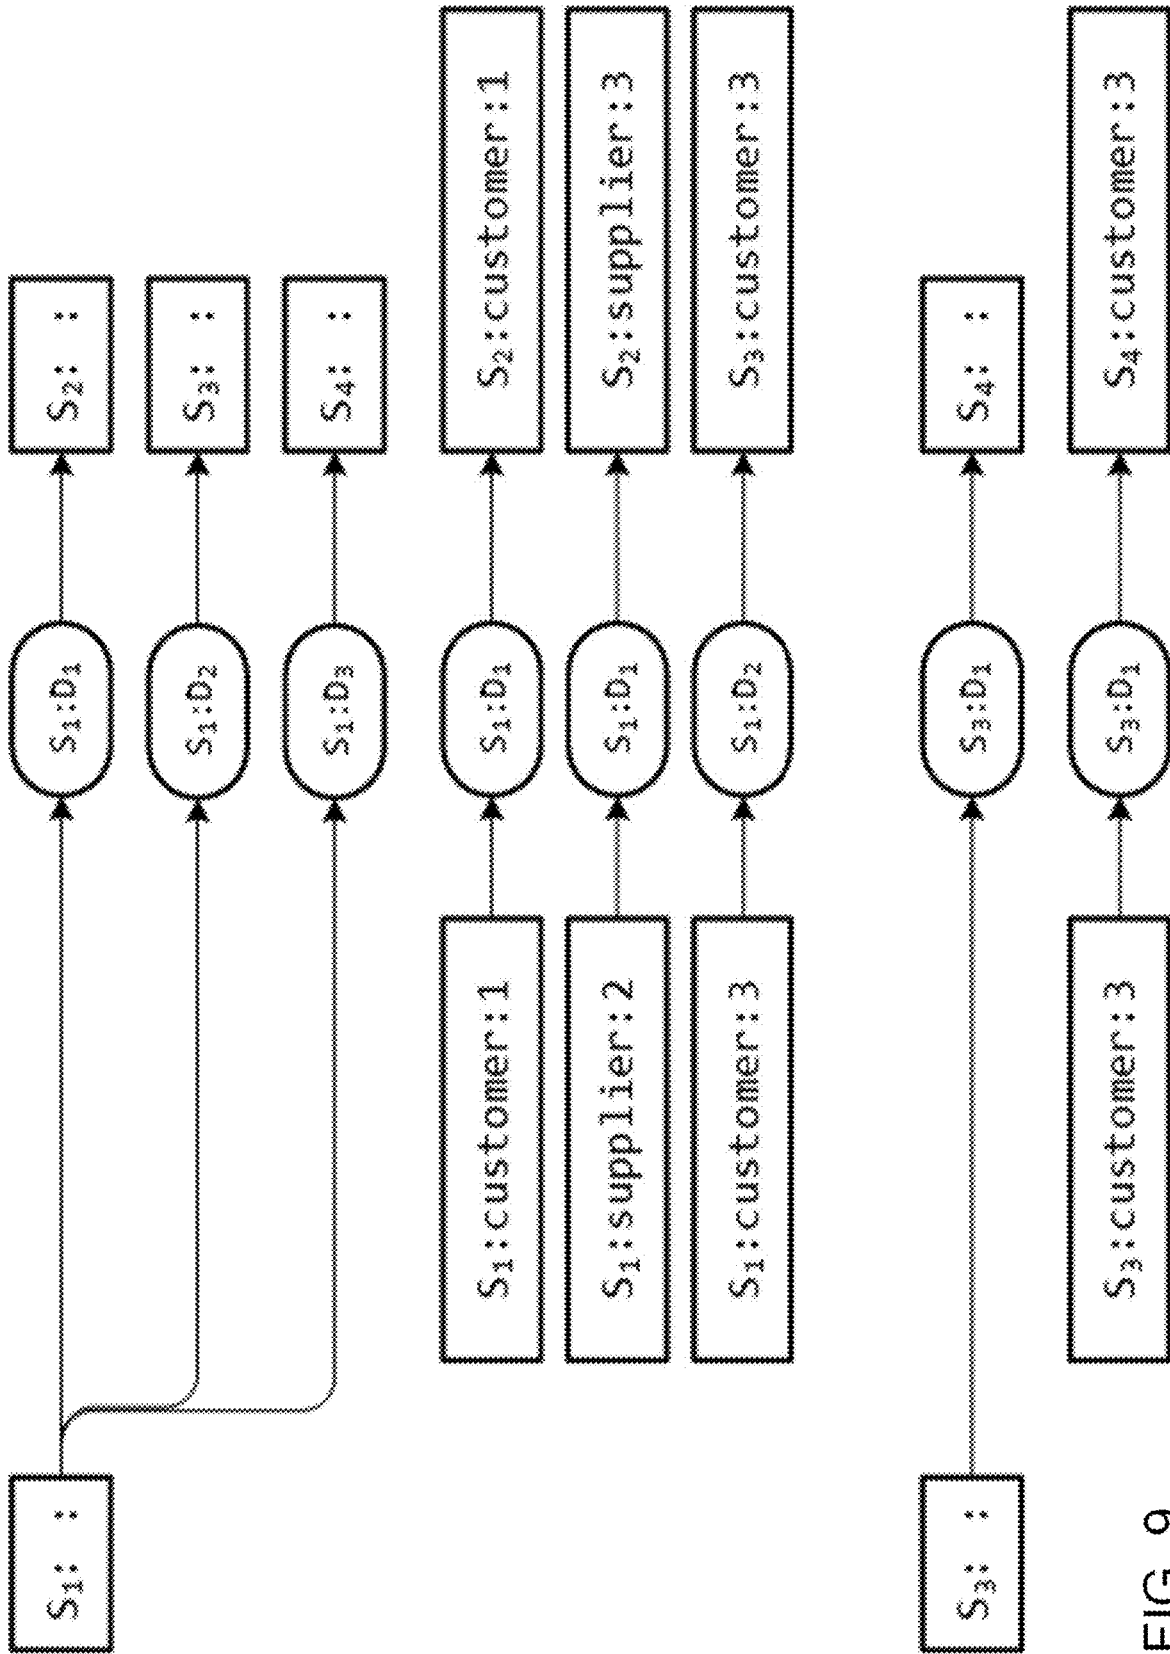 S₁: : S₁:D₁ S₂: :
S₁:D₂ S₃: :
S₁:D₃ S₄: :
S₁:customer:1 S₁:D₁ S₂:customer:1
S₁:supplier:2 S₁:D₁ S₂:supplier:3
S₁:customer:3 S₁:D₂ S₃:customer:3
S₃: : S₃:D₁ S₄: :
S₃:customer:3 S₃:D₁ S₄:customer:3
FIG. 9